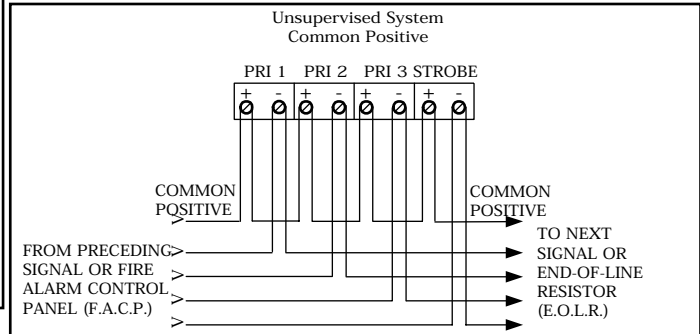 Unsupervised System
Common Positive
PRI 1 PRI 2 PRI 3 STROBE
+ - + - + - + -
COMMON
POSITIVE
COMMON
POSITIVE
FROM PRECEDING
SIGNAL OR FIRE
ALARM CONTROL
PANEL (F.A.C.P.)
TO NEXT
SIGNAL OR
END-OF-LINE
RESISTOR
(E.O.L.R.)